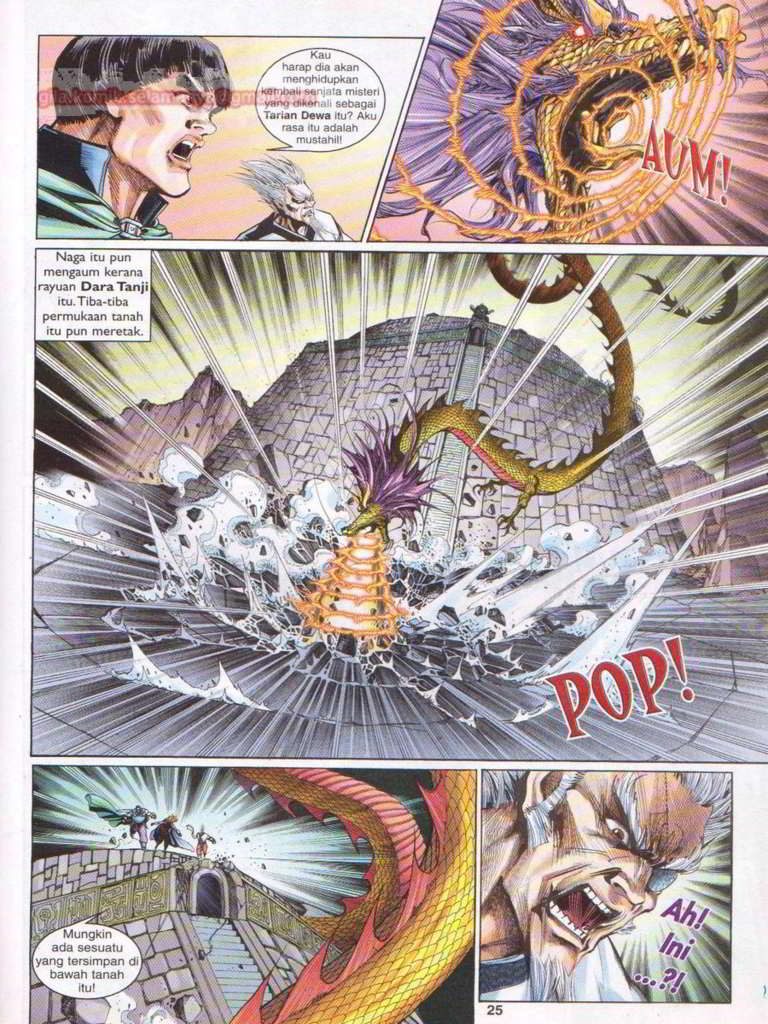 Kau
harap dia akan
menghidupkan
kembali senjata misteri
yang dikenali sebagai
Tarian Dewa itu? Aku
rasa itu adalah
mustahil!
AUM!
Naga itu pun
mengaum kerana
rayuan Dara Tanji
itu. Tiba-tiba
permukaan tanah
itu pun meretak.
POP!
Mungkin
ada sesuatu
yang tersimpan di
bawah tanah
itu!
Ah!
Ini
...?!
25